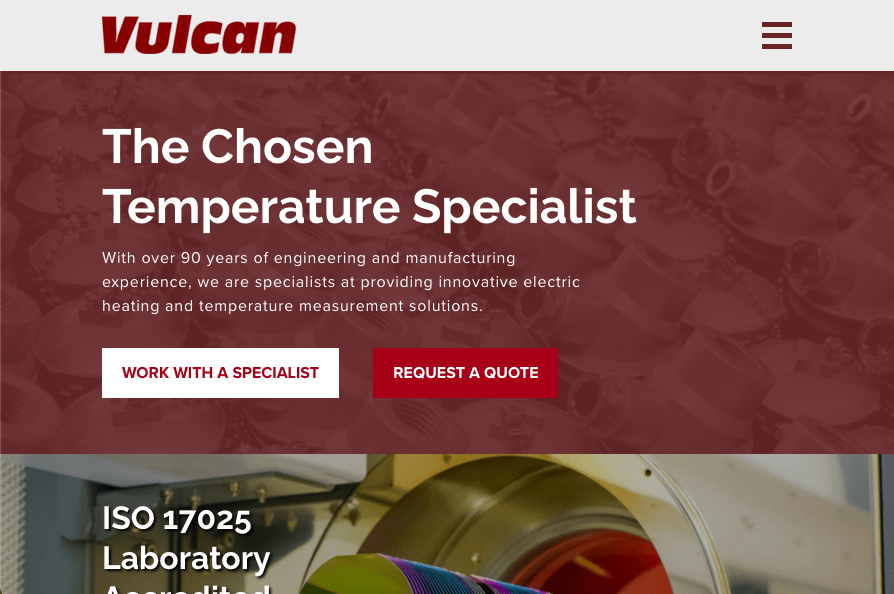 Vulcan
The Chosen
Temperature Specialist
With over 90 years of engineering and manufacturing
experience, we are specialists at providing innovative electric
heating and temperature measurement solutions.
WORK WITH A SPECIALIST
REQUEST A QUOTE
ISO 17025
Laboratory
Accredited